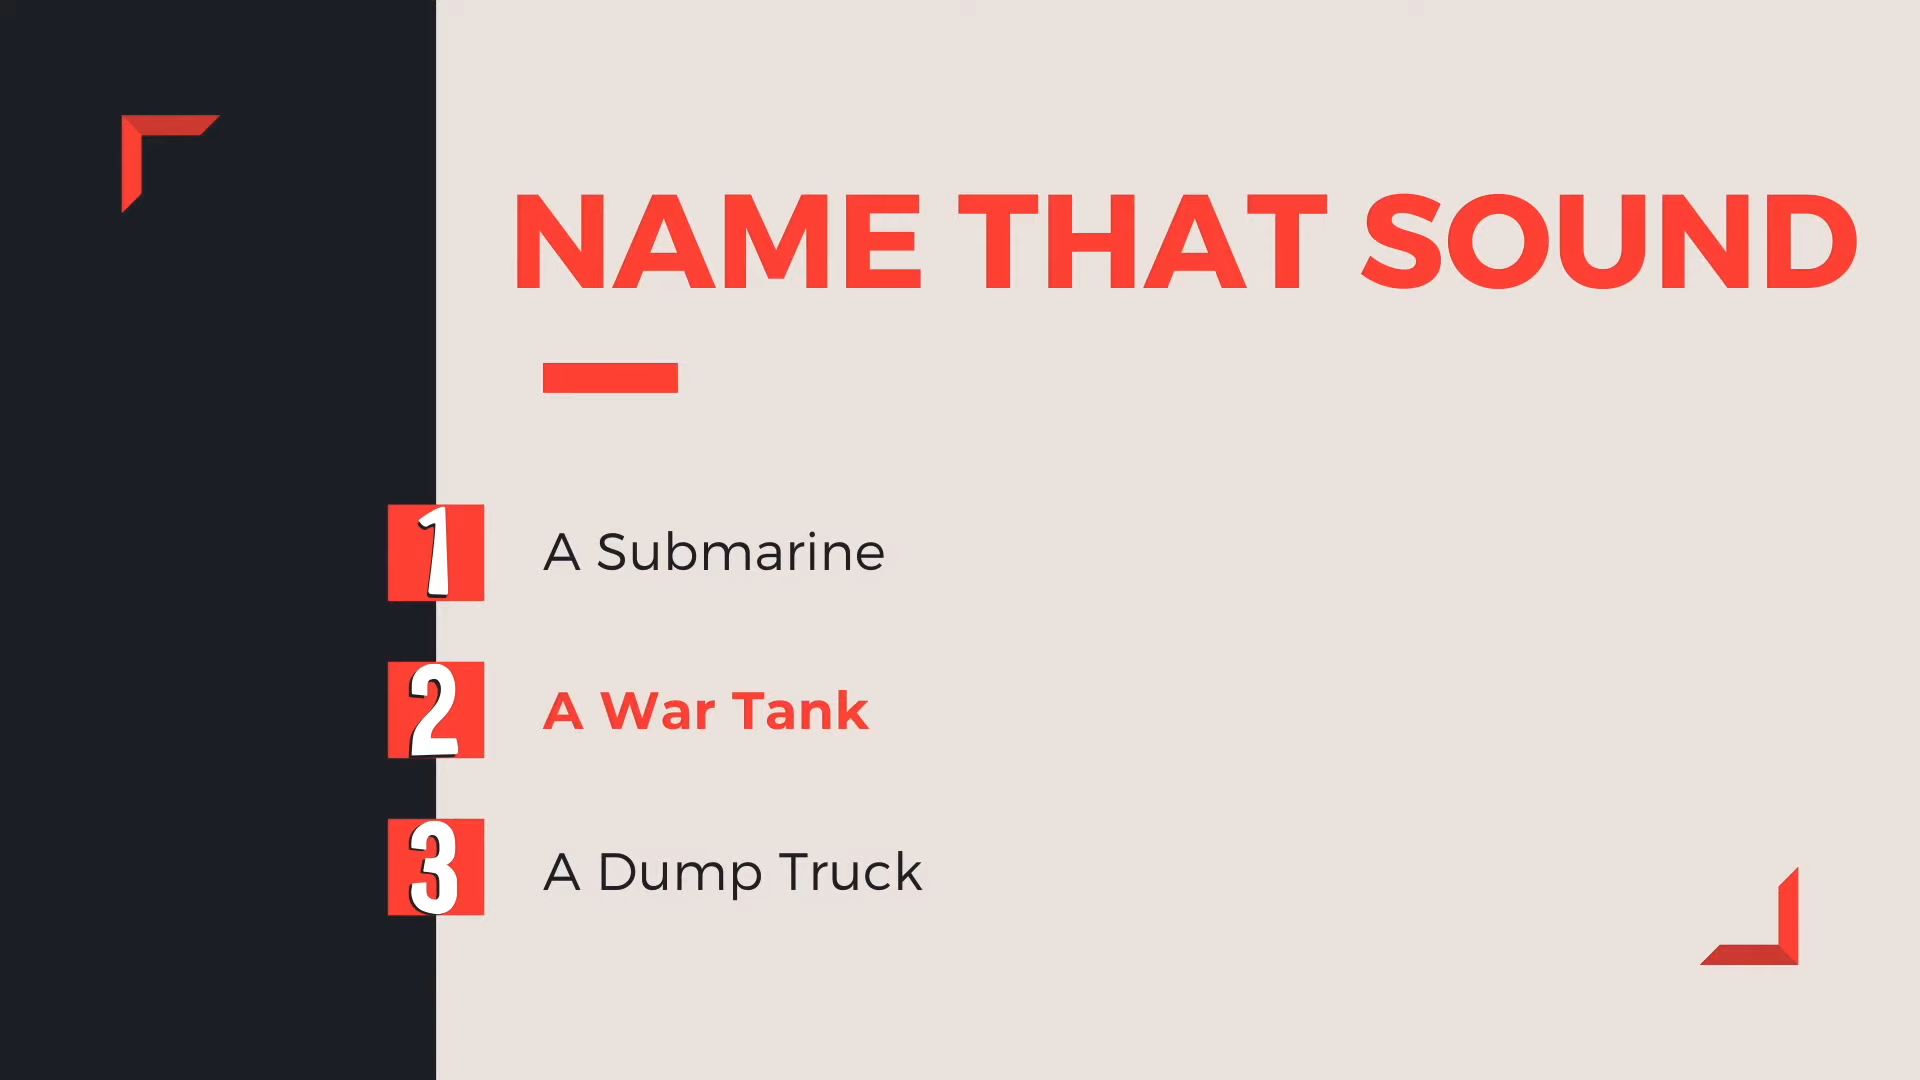 NAME THAT SOUND
1 A Submarine
2 A War Tank
3 A Dump Truck